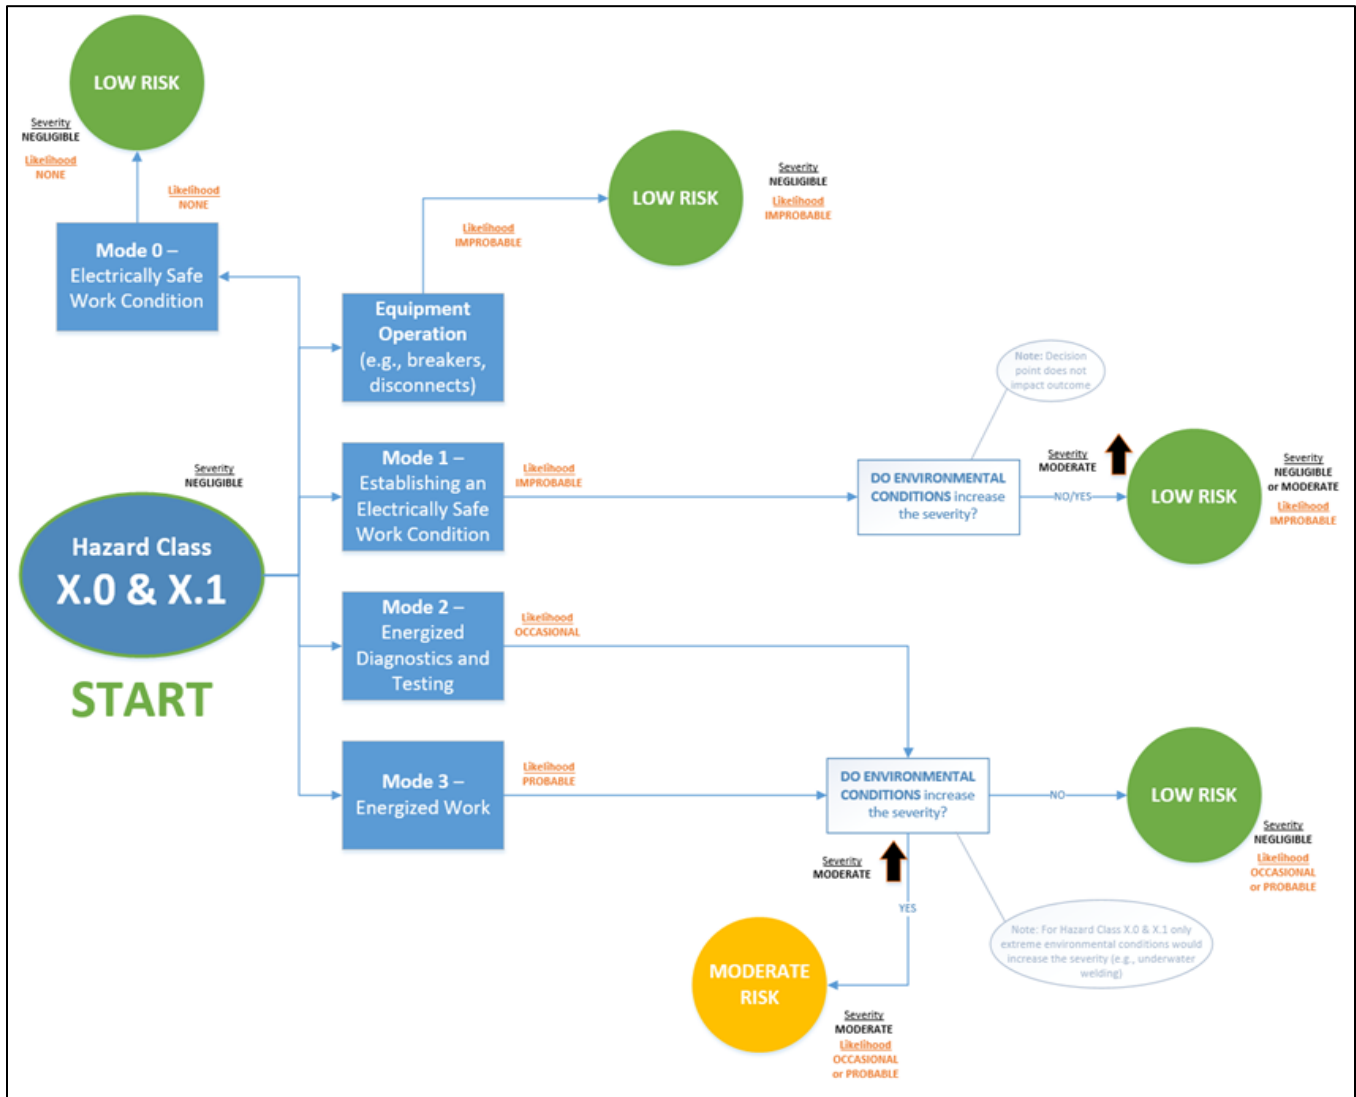 LOW RISK
Severity
NEGLIGIBLE
Likelihood
NONE
Likelihood
NONE
Mode 0 –
Electrically Safe
Work Condition
LOW RISK
Severity
NEGLIGIBLE
Likelihood
IMPROBABLE
Likelihood
IMPROBABLE
Equipment
Operation
(e.g., breakers,
disconnects)
Note: Decision
point does not
impact outcome
Severity
NEGLIGIBLE
Hazard Class
X.0 & X.1
START
Mode 1 –
Establishing an
Electrically Safe
Work Condition
Likelihood
IMPROBABLE
DO ENVIRONMENTAL
CONDITIONS increase
the severity?
Severity
MODERATE
NO/YES
LOW RISK
Severity
NEGLIGIBLE
or MODERATE
Likelihood
IMPROBABLE
Mode 2 –
Energized
Diagnostics and
Testing
Likelihood
OCCASIONAL
Mode 3 –
Energized Work
Likelihood
PROBABLE
DO ENVIRONMENTAL
CONDITIONS increase
the severity?
NO
LOW RISK
Severity
NEGLIGIBLE
Likelihood
OCCASIONAL
or PROBABLE
Severity
MODERATE
YES
Note: For Hazard Class X.0 & X.1 only
extreme environmental conditions would
increase the severity (e.g., underwater
welding)
MODERATE
RISK
Severity
MODERATE
Likelihood
OCCASIONAL
or PROBABLE